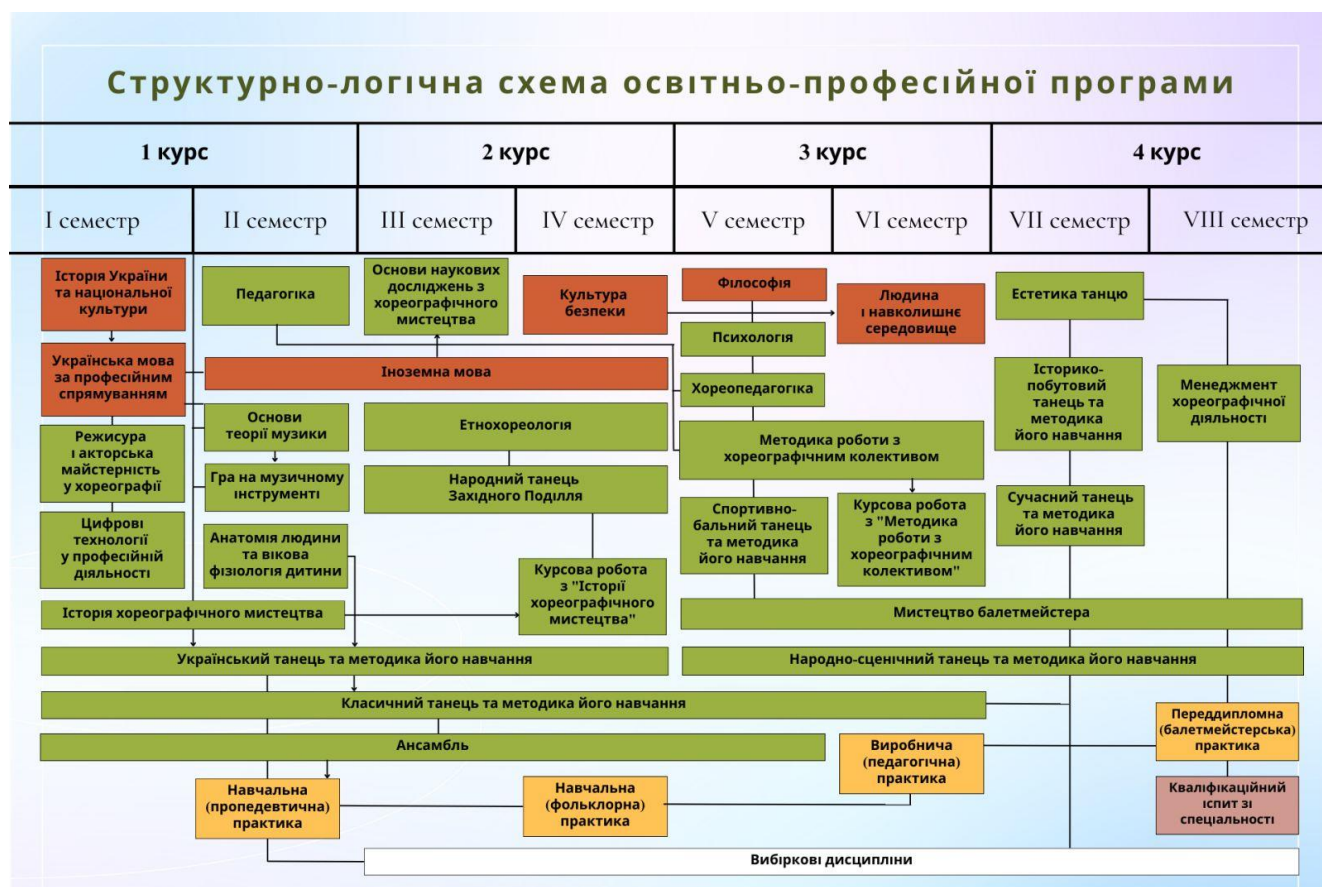 Структурно-логічна схема освітньо-професійної програми
1 курс
2 курс
3 курс
4 курс
I семестр
II семестр
III семестр
IV семестр
V семестр
VI семестр
VII семестр
VIII семестр
Історія України
та національної
культури
Педагогіка
Основи наукових
досліджень з
хореографічного
мистецтва
Культура
безпеки
Філософія
Людина
і навколишнє
середовище
Естетика танцю
Психологія
Українська мова
за професійним
спрямуванням
Іноземна мова
Хореопедагогіка
Історико-
побутовий
танець та
методика
його навчання
Менеджмент
хореографічної
діяльності
Основи
теорії музики
Етнохореологія
Режисура
і акторська
майстерність
у хореографії
Методика роботи з
хореографічним колективом
Гра на музичному
інструменті
Народний танець
Західного Поділля
Спортивно-
бальний танець
та методика
його навчання
Курсова робота
з "Методика
роботи з
хореографічним
колективом"
Сучасний танець
та методика
його навчання
Цифрові
технології
у професійній
діяльності
Анатомія людини
та вікова
фізіологія дитини
Курсова робота
з "Історії
хореографічного
мистецтва"
Історія хореографічного мистецтва
Мистецтво балетмейстера
Український танець та методика його навчання
Народно-сценічний танець та методика його навчання
Класичний танець та методика його навчання
Переддипломна
(балетмейстерська)
практика
Ансамбль
Виробнича
(педагогічна)
практика
Навчальна
(пропедевтична)
практика
Навчальна
(фольклорна)
практика
Кваліфікаційний
іспит зі
спеціальності
Вибіркові дисципліни